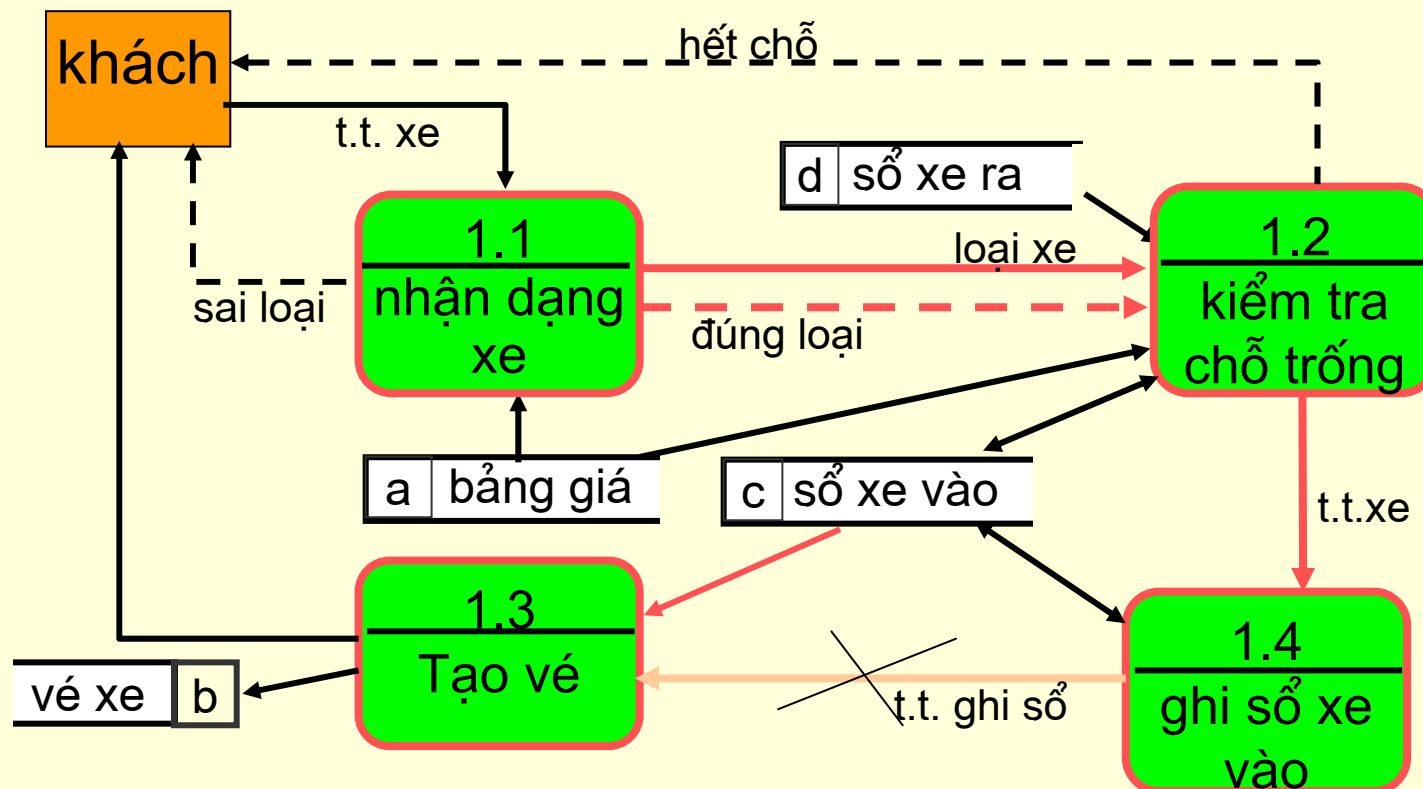 hết chỗ
khách
t.t. xe
d sổ xe ra
1.1
nhận dạng
xe
loại xe
1.2
kiểm tra
chỗ trống
sai loại
đúng loại
a bảng giá
c sổ xe vào
t.t.xe
1.3
Tạo vé
1.4
ghi sổ xe
vào
vé xe b
t.t. ghi sổ